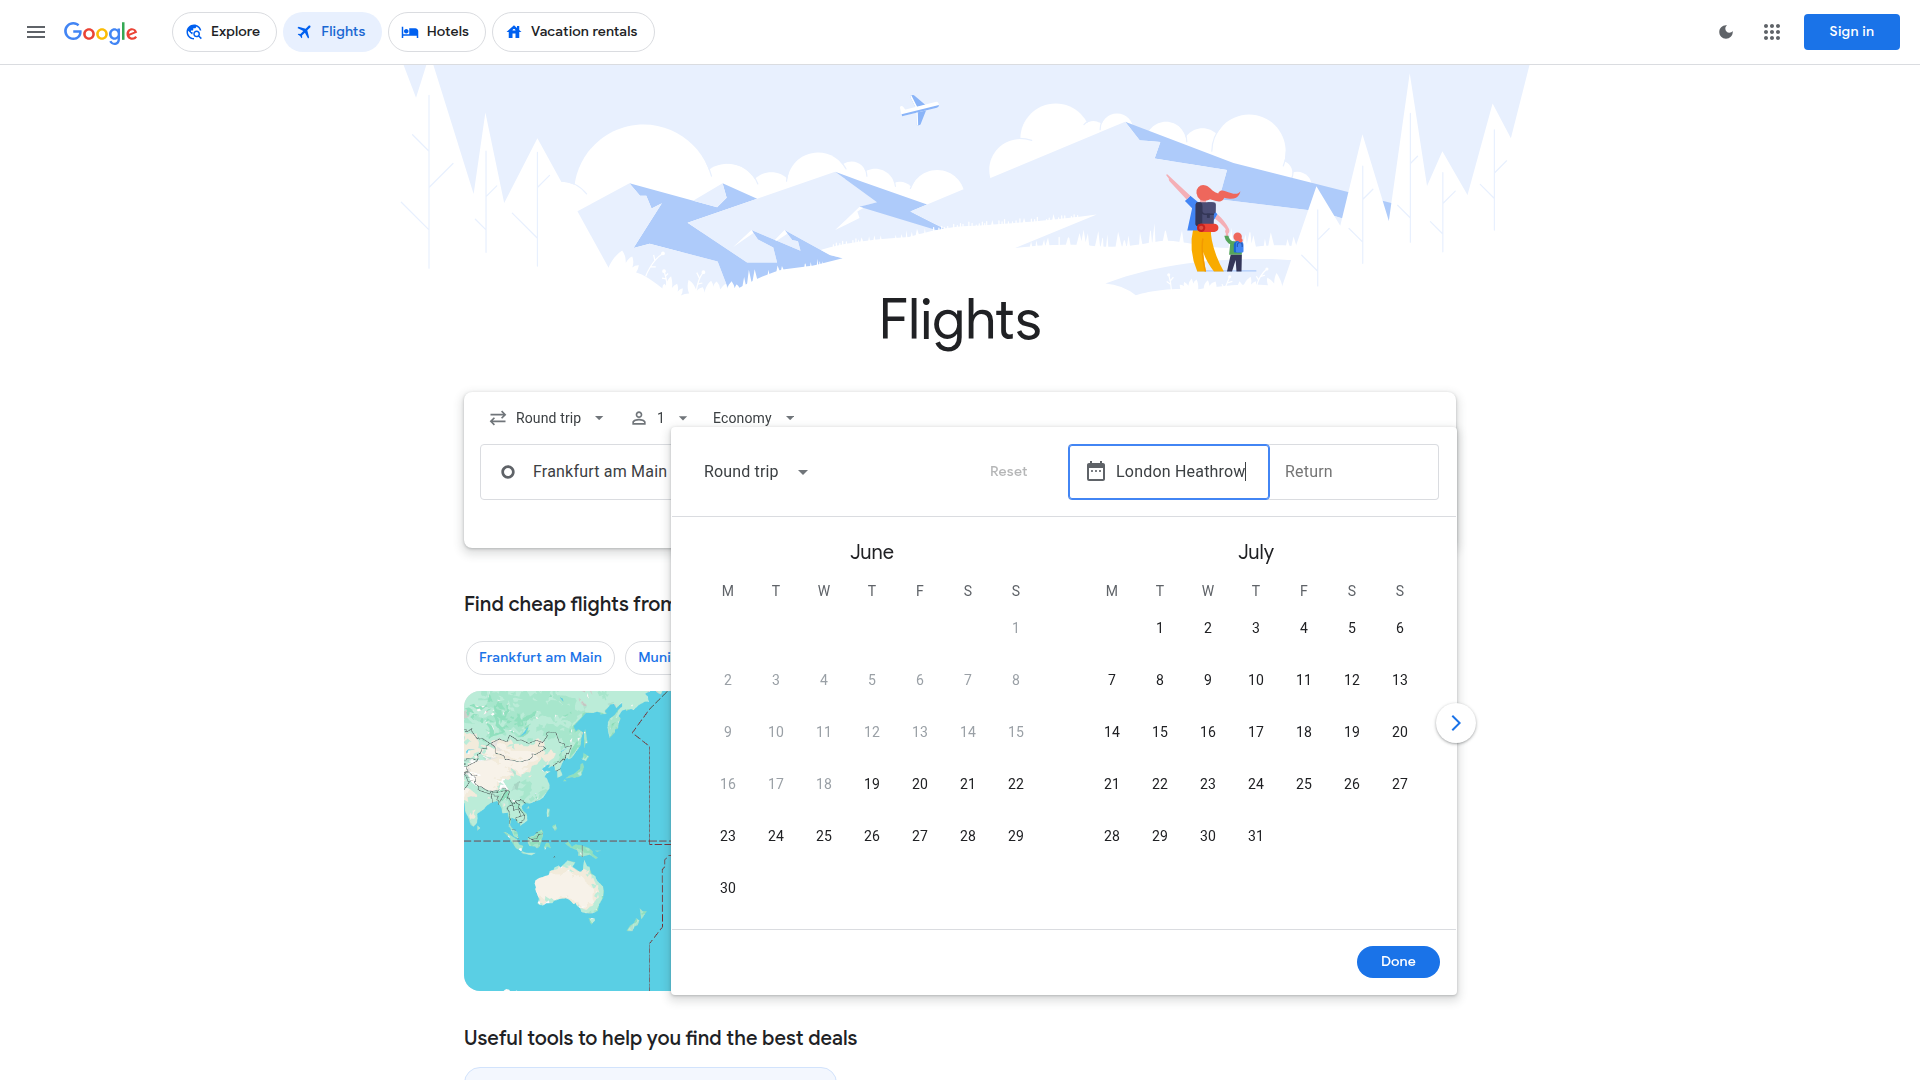 Google
Explore
Flights
Hotels
Vacation rentals
Sign in
Flights
Round trip
1
Economy
Frankfurt am Main
Round trip
Reset
London Heathrow
Return
June
M T W T F S S
1
2 3 4 5 6 7 8
9 10 11 12 13 14 15
16 17 18 19 20 21 22
23 24 25 26 27 28 29
30
July
M T W T F S S
1 2 3 4 5 6
7 8 9 10 11 12 13
14 15 16 17 18 19 20
21 22 23 24 25 26 27
28 29 30 31
Done
Find cheap flights from
Frankfurt am Main
Muni
Useful tools to help you find the best deals